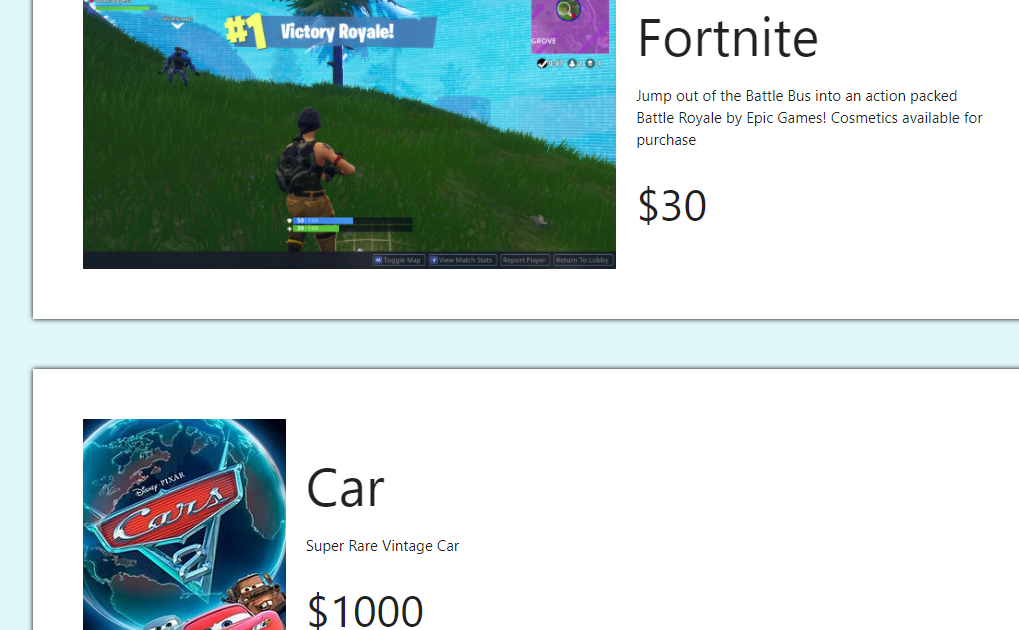 #1 Victory Royale!
GROVE
Fortnite
Jump out of the Battle Bus into an action packed
Battle Royale by Epic Games! Cosmetics available for
purchase
$30
50 100
39 100
M Toggle Map
View Match Stats
Report Player
Return To Lobby
Disney PIXAR
Cars
2
Car
Super Rare Vintage Car
$1000